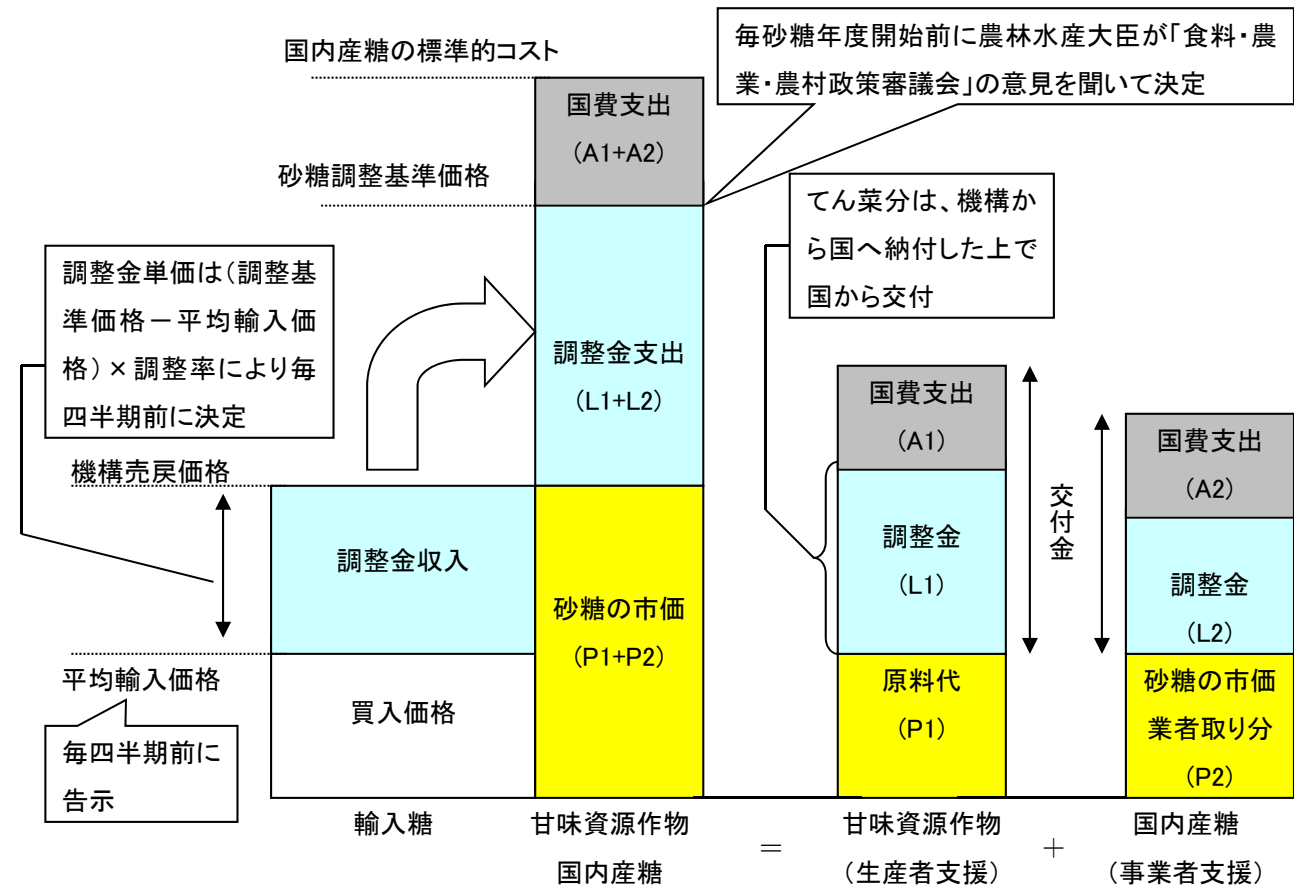 国内産糖の標準的コスト
毎砂糖年度開始前に農林水産大臣が「食料・農
業・農村政策審議会」の意見を聞いて決定
国費支出
(A1+A2)
砂糖調整基準価格
てん菜分は、機構か
ら国へ納付した上で
国から交付
調整金単価は(調整基
準価格-平均輸入価
格)×調整率により毎
四半期前に決定
調整金支出
(L1+L2)
機構売戻価格
調整金収入
砂糖の市価
(P1+P2)
平均輸入価格
買入価格
毎四半期前に
告示
国費支出
(A1)
調整金
(L1)
原料代
(P1)
交付金
国費支出
(A2)
調整金
(L2)
砂糖の市価
業者取り分
(P2)
輸入糖
甘味資源作物
国内産糖
=
甘味資源作物
(生産者支援)
+
国内産糖
(事業者支援)